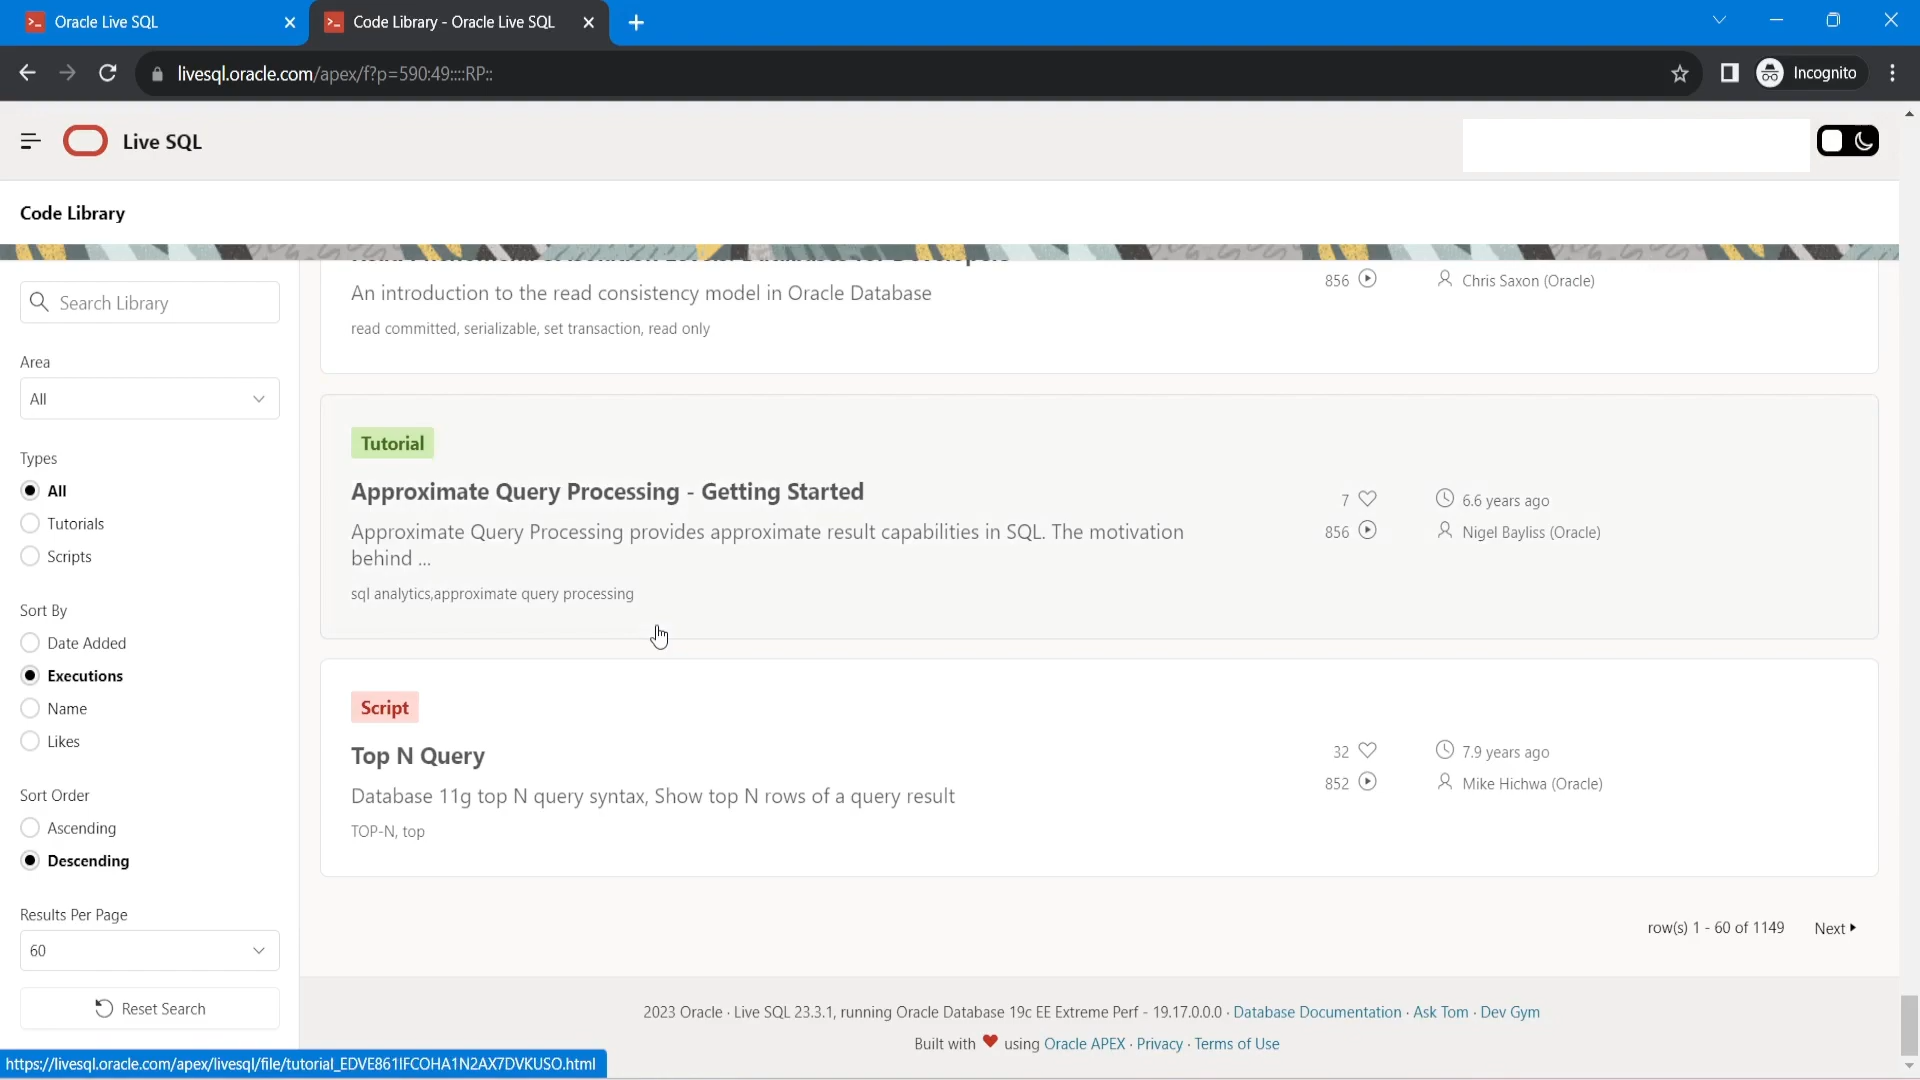 Oracle Live SQL
Code Library - Oracle Live SQL
livesql.oracle.com/apex/f?p=590:49::::RP::
Incognito
Live SQL
Code Library
Search Library
Area
All
Types
All
Tutorials
Scripts
Sort By
Date Added
Executions
Name
Likes
Sort Order
Ascending
Descending
Results Per Page
60
Reset Search
856
Chris Saxon (Oracle)
An introduction to the read consistency model in Oracle Database
read committed, serializable, set transaction, read only
Tutorial
Approximate Query Processing - Getting Started
7
6.6 years ago
Approximate Query Processing provides approximate result capabilities in SQL. The motivation
behind ...
856
Nigel Bayliss (Oracle)
sql analytics,approximate query processing
Script
Top N Query
32
7.9 years ago
Database 11g top N query syntax, Show top N rows of a query result
852
Mike Hichwa (Oracle)
TOP-N, top
row(s) 1 - 60 of 1149
Next
2023 Oracle · Live SQL 23.3.1, running Oracle Database 19c EE Extreme Perf - 19.17.0.0.0 · Database Documentation · Ask Tom · Dev Gym
Built with ❤ using Oracle APEX · Privacy · Terms of Use
https://livesql.oracle.com/apex/livesql/file/tutorial_EDVE861IFCOHA1N2AX7DVKUSO.html